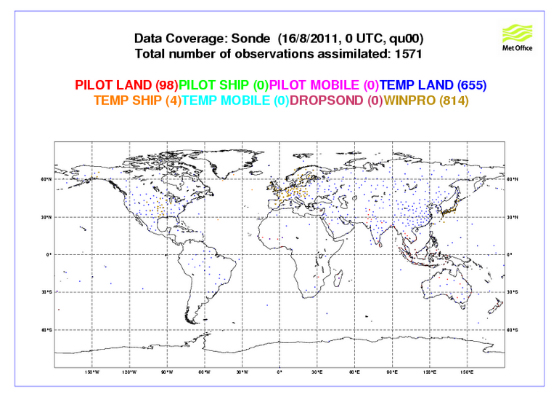 Data Coverage: Sonde (16/8/2011, 0 UTC, qu00)
Total number of observations assimilated: 1571
Met Office
PILOT LAND (98)PILOT SHIP (0)PILOT MOBILE (0)TEMP LAND (655)
TEMP SHIP (4)TEMP MOBILE (0)DROPSOND (0)WINPRO (814)
60°N 60°N
30°N 30°N
0° 0°
30°S 30°S
60°S 60°S
150°W 120°W 90°W 60°W 30°W 0°E 30°E 60°E 90°E 120°E 150°E